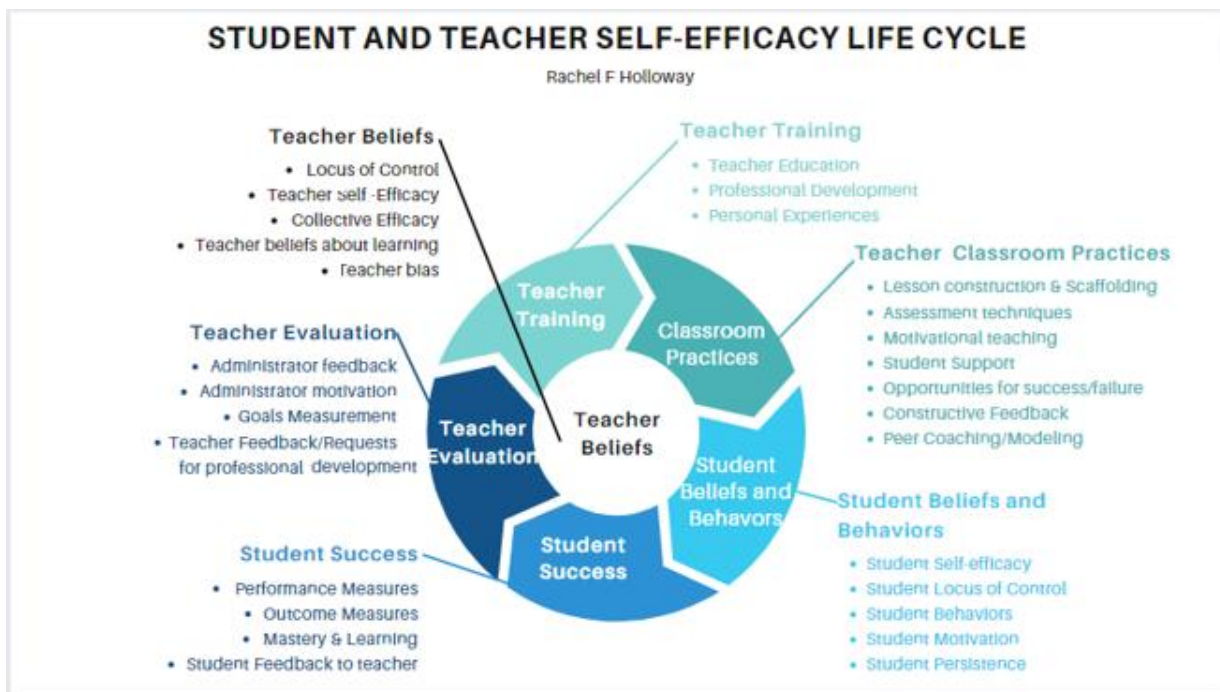 STUDENT AND TEACHER SELF-EFFICACY LIFE CYCLE
Rachel F Holloway
Teacher Beliefs
• Locus of Control
• Teacher Self -Efficacy
• Collective Efficacy
• Teacher beliefs about learning
• Teacher bias
Teacher Training
• Teacher Education
• Professional Development
• Personal Experiences
Teacher Classroom Practices
• Lesson construction & Scaffolding
• Assessment techniques
• Motivational teaching
• Student Support
• Opportunities for success/failure
• Constructive Feedback
• Peer Coaching/Modeling
Student Beliefs and
Behaviors
• Student Self-efficacy
• Student Locus of Control
• Student Behaviors
• Student Motivation
• Student Persistence
Student Success
• Performance Measures
• Outcome Measures
• Mastery & Learning
• Student Feedback to teacher
Teacher Evaluation
• Administrator feedback
• Administrator motivation
• Goals Measurement
• Teacher Feedback/Requests
for professional development
Teacher
Training
Classroom
Practices
Student
Beliefs and
Behavors
Student
Success
Teacher
Evaluation
Teacher
Beliefs